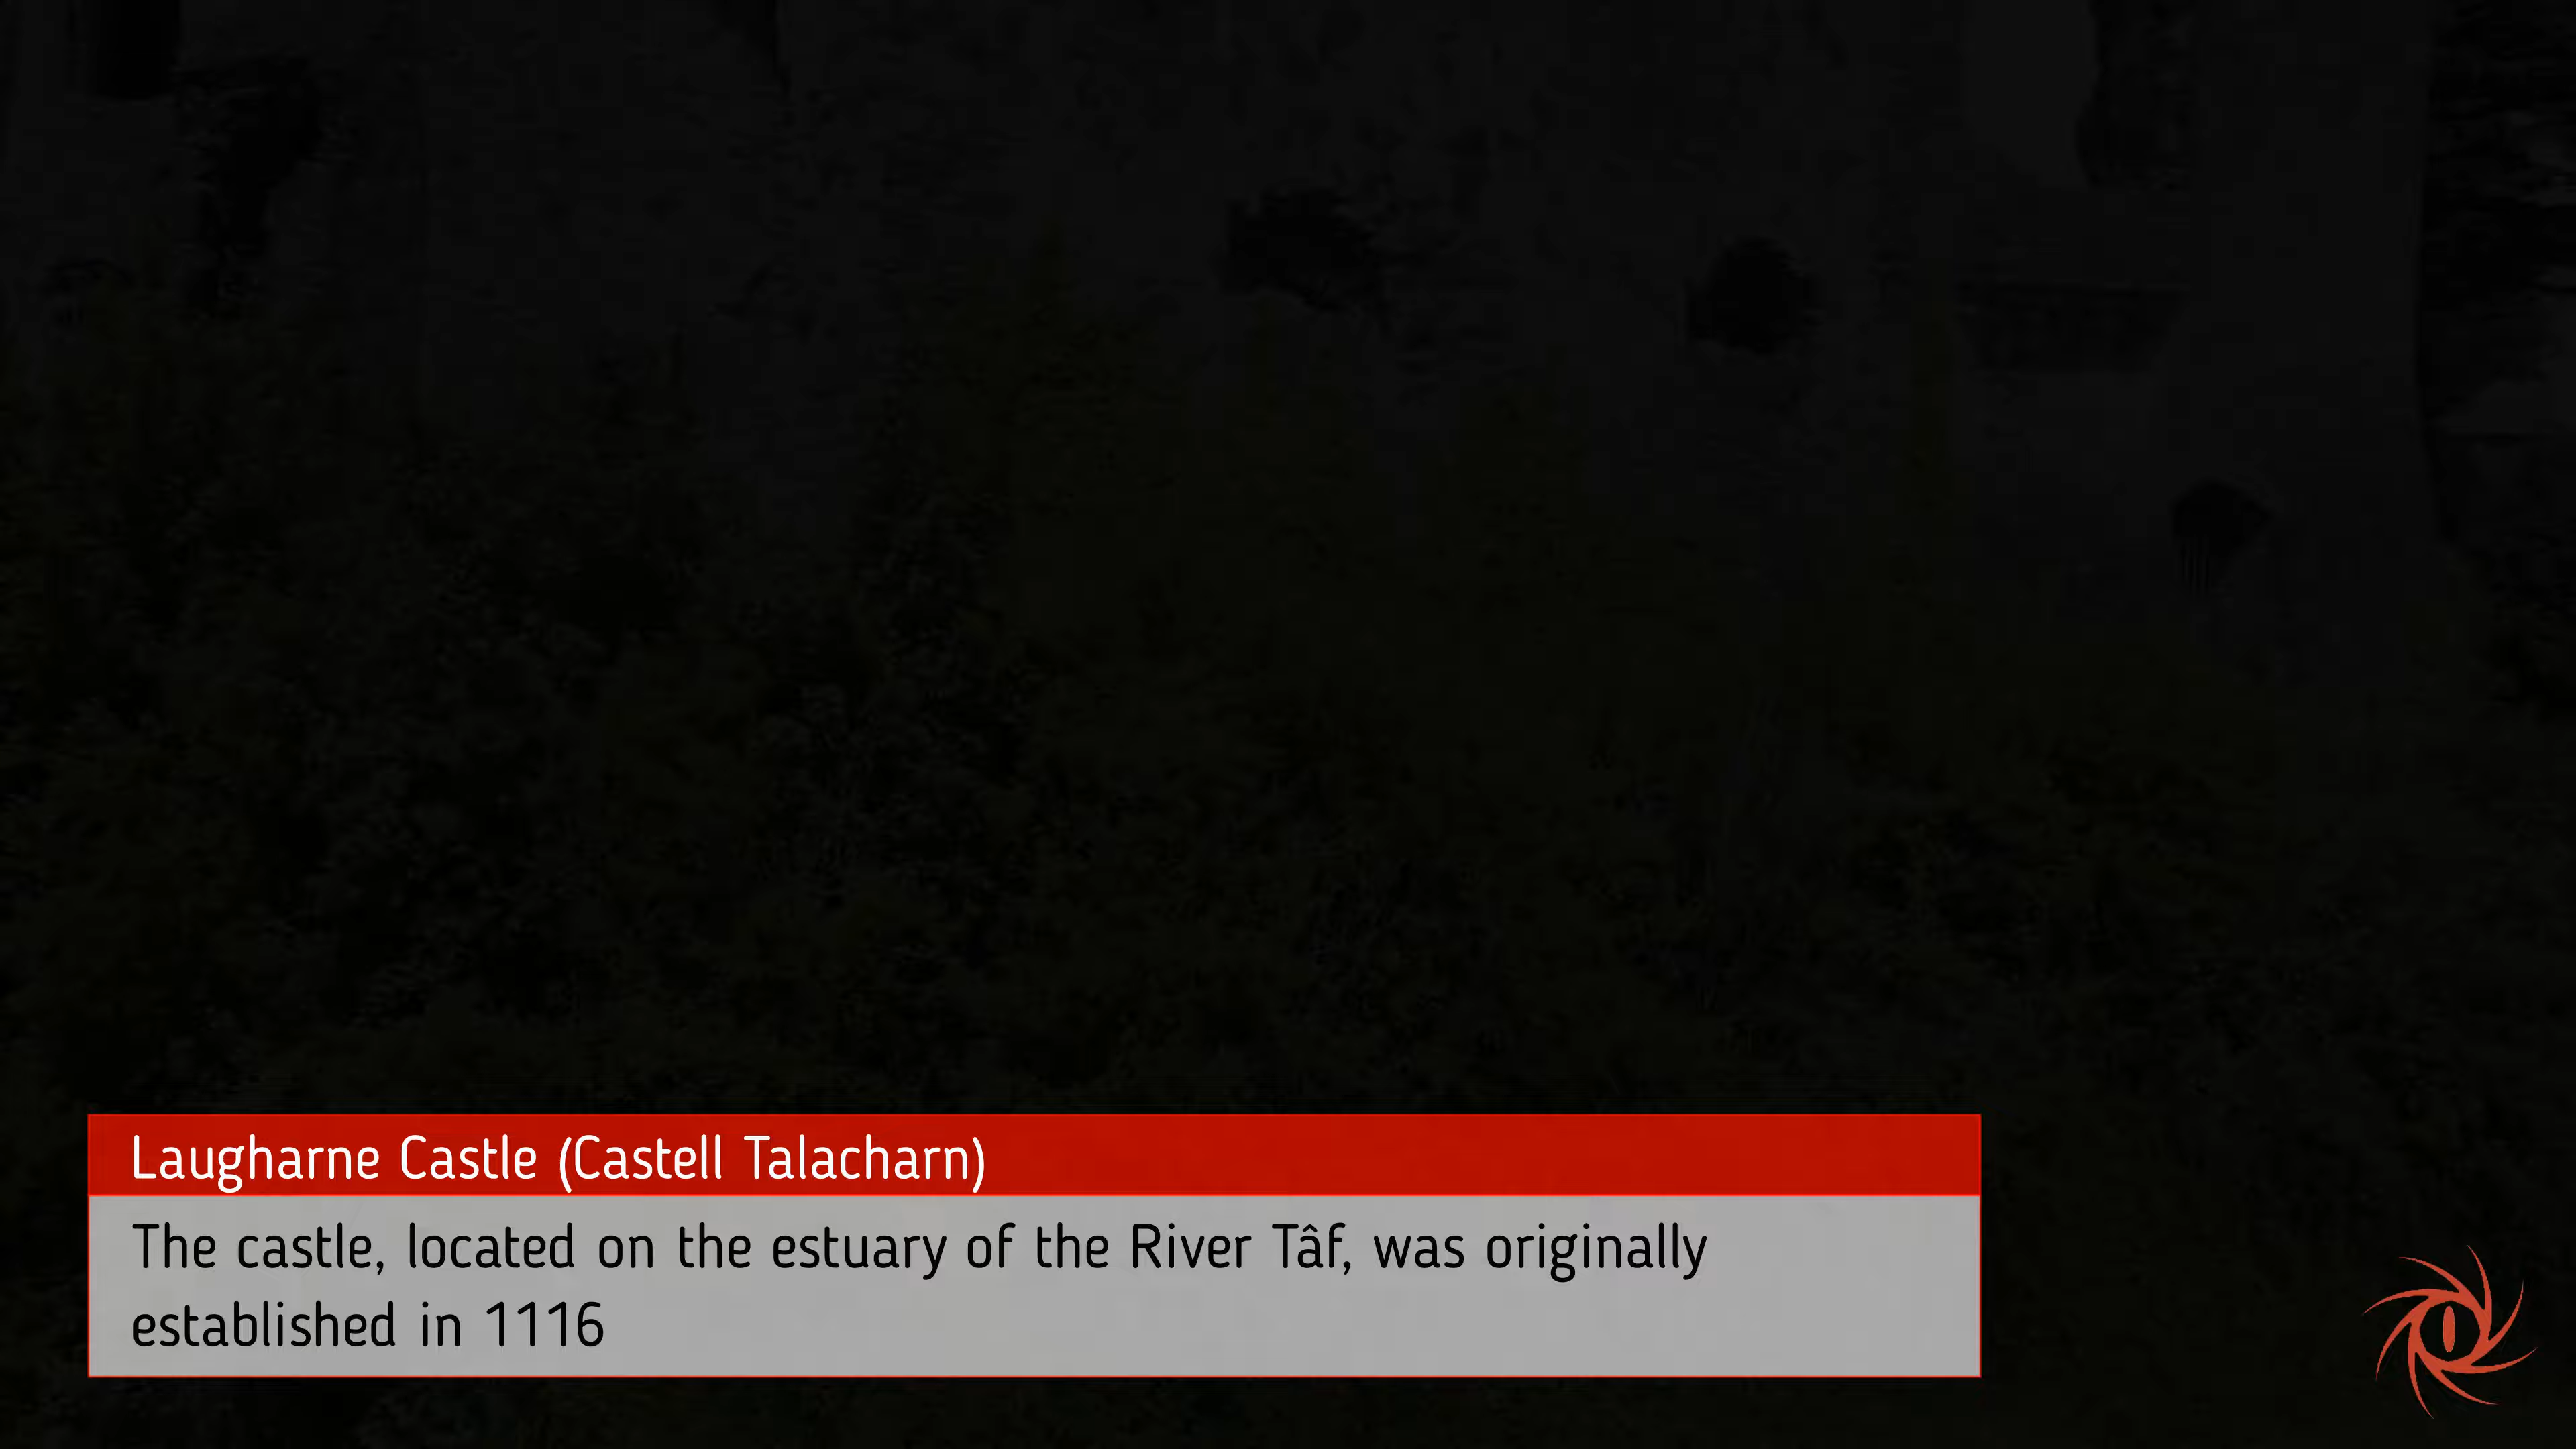 Laugharne Castle (Castell Talacharn)
The castle, located on the estuary of the River Tâf, was originally
established in 1116